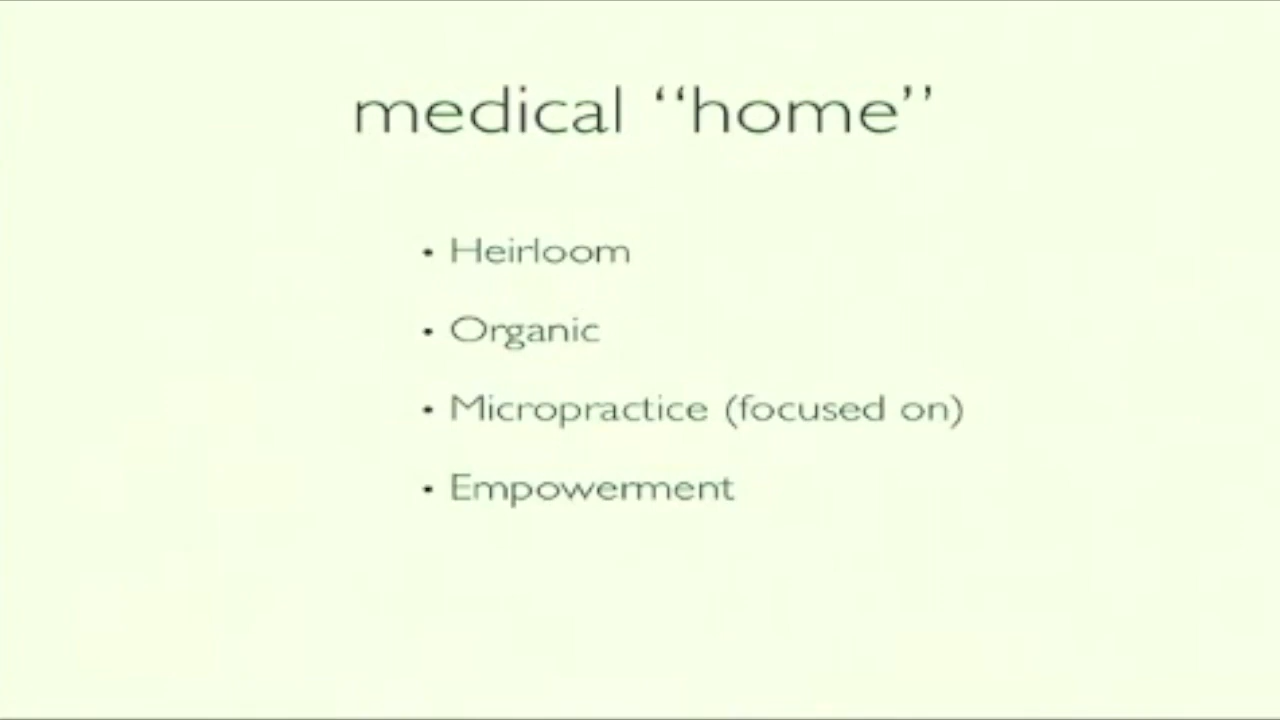 medical “home”
• Heirloom
• Organic
• Micropractice (focused on)
• Empowerment